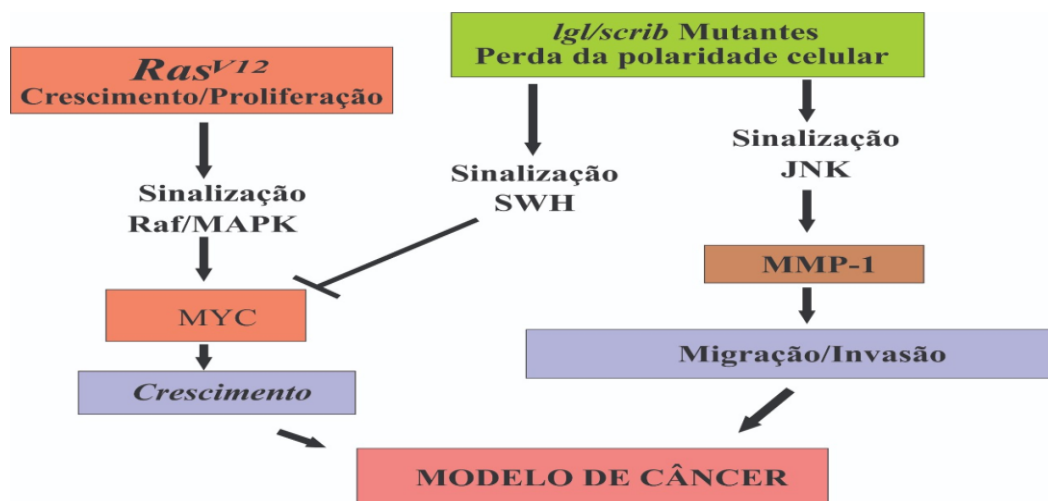 Ras^V12
Crescimento/Proliferação
lgl/scrib Mutantes
Perda da polaridade celular
Sinalização
Raf/MAPK
Sinalização
SWH
Sinalização
JNK
MYC
MMP-1
Crescimento
Migração/Invasão
MODELO DE CÂNCER